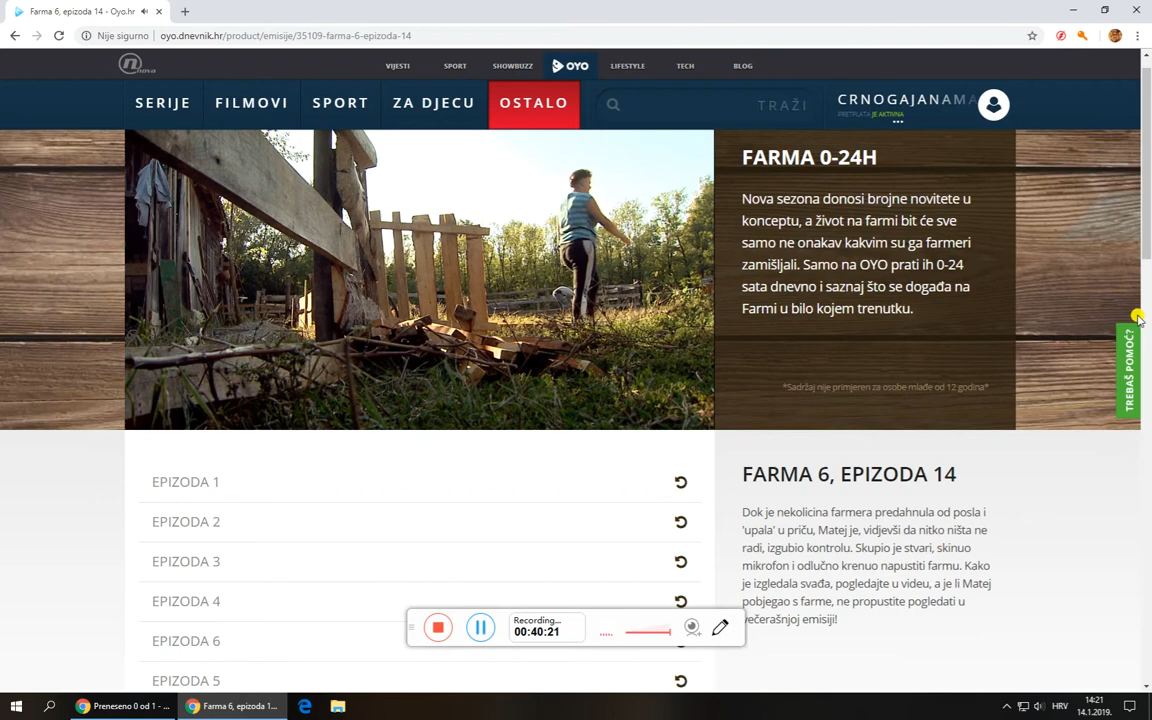 Farma 6, epizoda 14 - Oyo.hr
Nije sigurno
oyo.dnevnik.hr/product/emisije/35109-farma-6-epizoda-14
nova
VIJESTI
SPORT
SHOWBUZZ
OYO
LIFESTYLE
TECH
BLOG
SERIJE
FILMOVI
SPORT
ZA DJECU
OSTALO
TRAŽI
CRNOGAJANAMA
PRETPLATA JE AKTIVNA
FARMA 0-24H
Nova sezona donosi brojne novitete u
konceptu, a život na farmi bit će sve
samo ne onakav kakvim su ga farmeri
zamišljali. Samo na OYO prati ih 0-24
sata dnevno i saznaj što se događa na
Farmi u bilo kojem trenutku.
*Sadržaj nije primjeren za osobe mlađe od 12 godina*
TREBAŠ POMOĆ?
EPIZODA 1
EPIZODA 2
EPIZODA 3
EPIZODA 4
EPIZODA 6
EPIZODA 5
FARMA 6, EPIZODA 14
Dok je nekolicina farmera predahnula od posla i
'upala' u priču, Matej je, vidjevši da nitko ništa ne
radi, izgubio kontrolu. Skupio je stvari, skinuo
mikrofon i odlučno krenuo napustiti farmu. Kako
je izgledala svađa, pogledajte u videu, a je li Matej
pobjegao s farme, ne propustite pogledati u
večerašnjoj emisiji!
Recording...
00:40:21
Preneseno 0 od 1 - ...
Farma 6, epizoda 1...
HRV
14:21
14.1.2019.